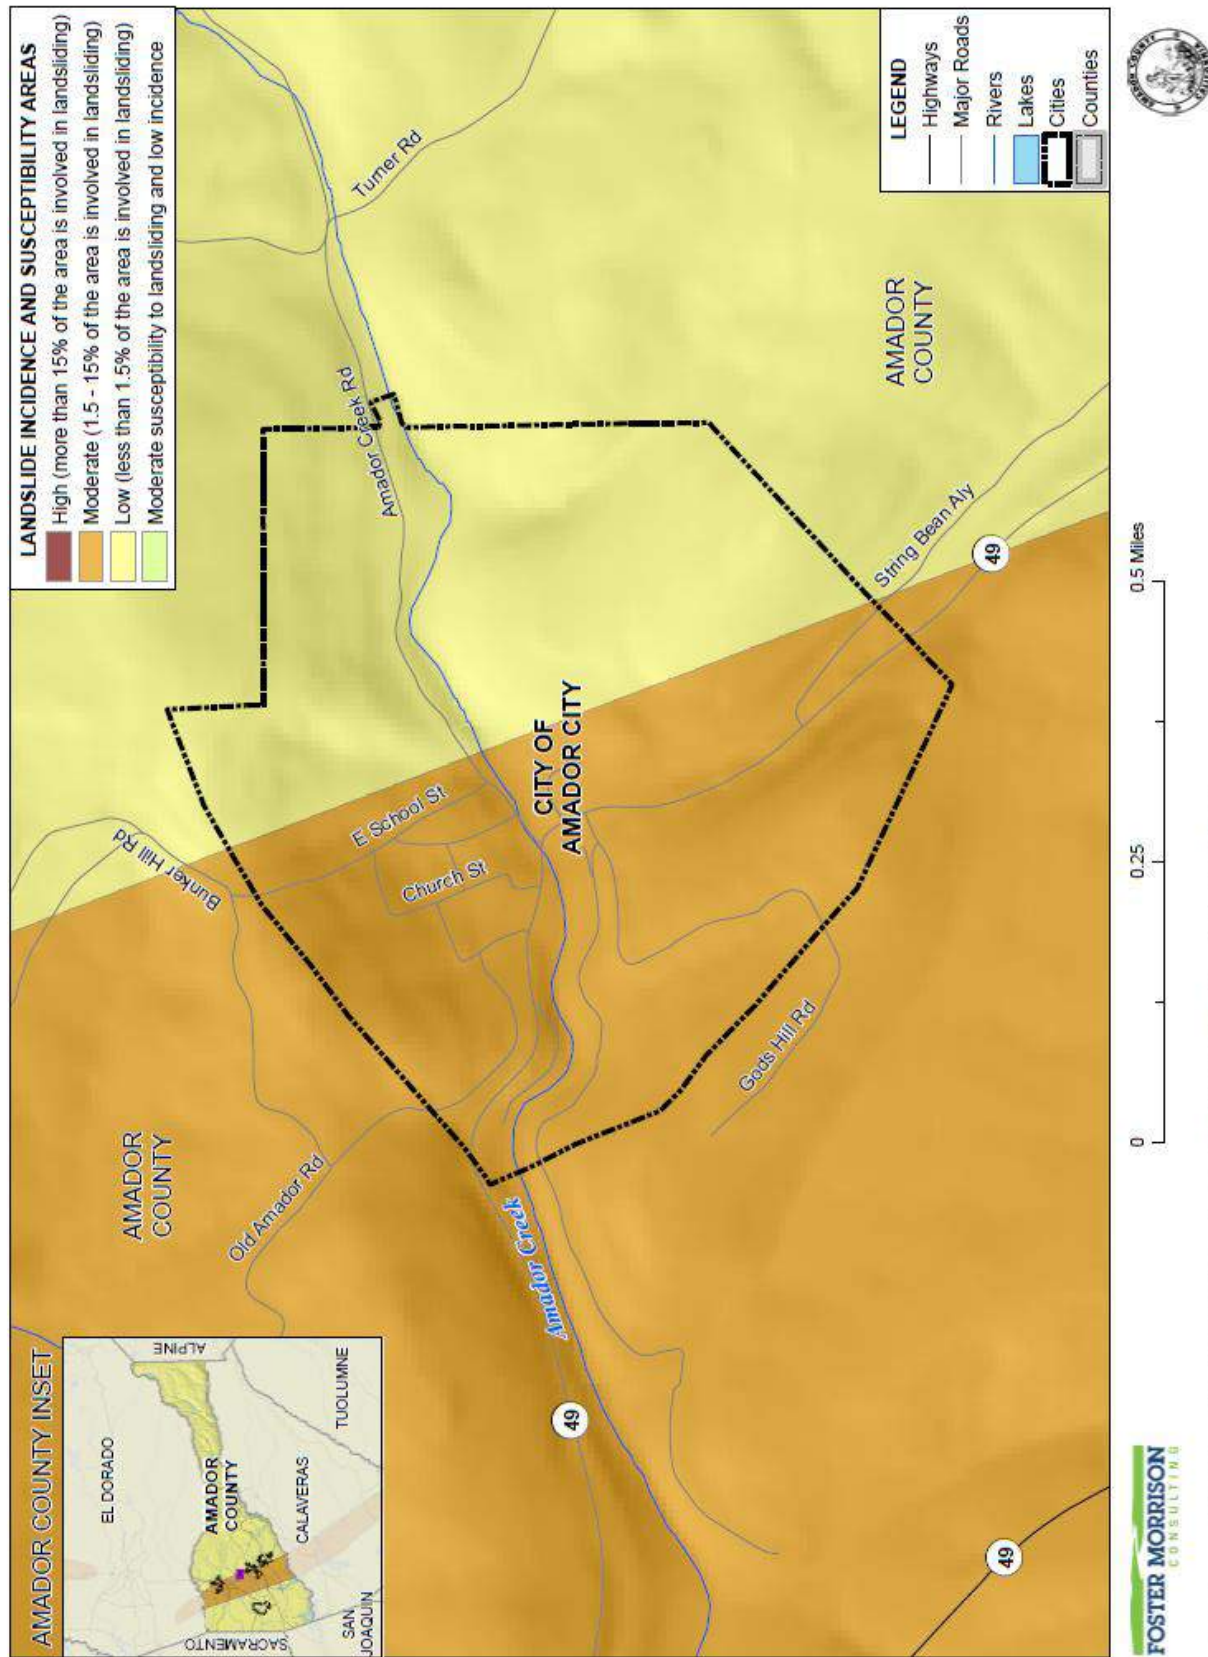 LANDSLIDE INCIDENCE AND SUSCEPTIBILITY AREAS
High (more than 15% of the area is involved in landsliding)
Moderate (1.5 - 15% of the area is involved in landsliding)
Low (less than 1.5% of the area is involved in landsliding)
Moderate susceptibility to landsliding and low incidence
AMADOR COUNTY INSET
EL DORADO
ALPINE
AMADOR
COUNTY
SACRAMENTO
CALAVERAS
TUOLUMNE
SAN
JOAQUIN
AMADOR
COUNTY
Old Amador Rd
Bunker Hill Rd
E School St
Church St
Amador Creek Rd
Turner Rd
Amador Creek
49
CITY OF
AMADOR CITY
Gods Hill Rd
String Bean Aly
49
AMADOR
COUNTY
49
LEGEND
Highways
Major Roads
Rivers
Lakes
Cities
Counties
0
0.25
0.5 Miles
FOSTER MORRISON
CONSULTING
AMADOR COUNTY